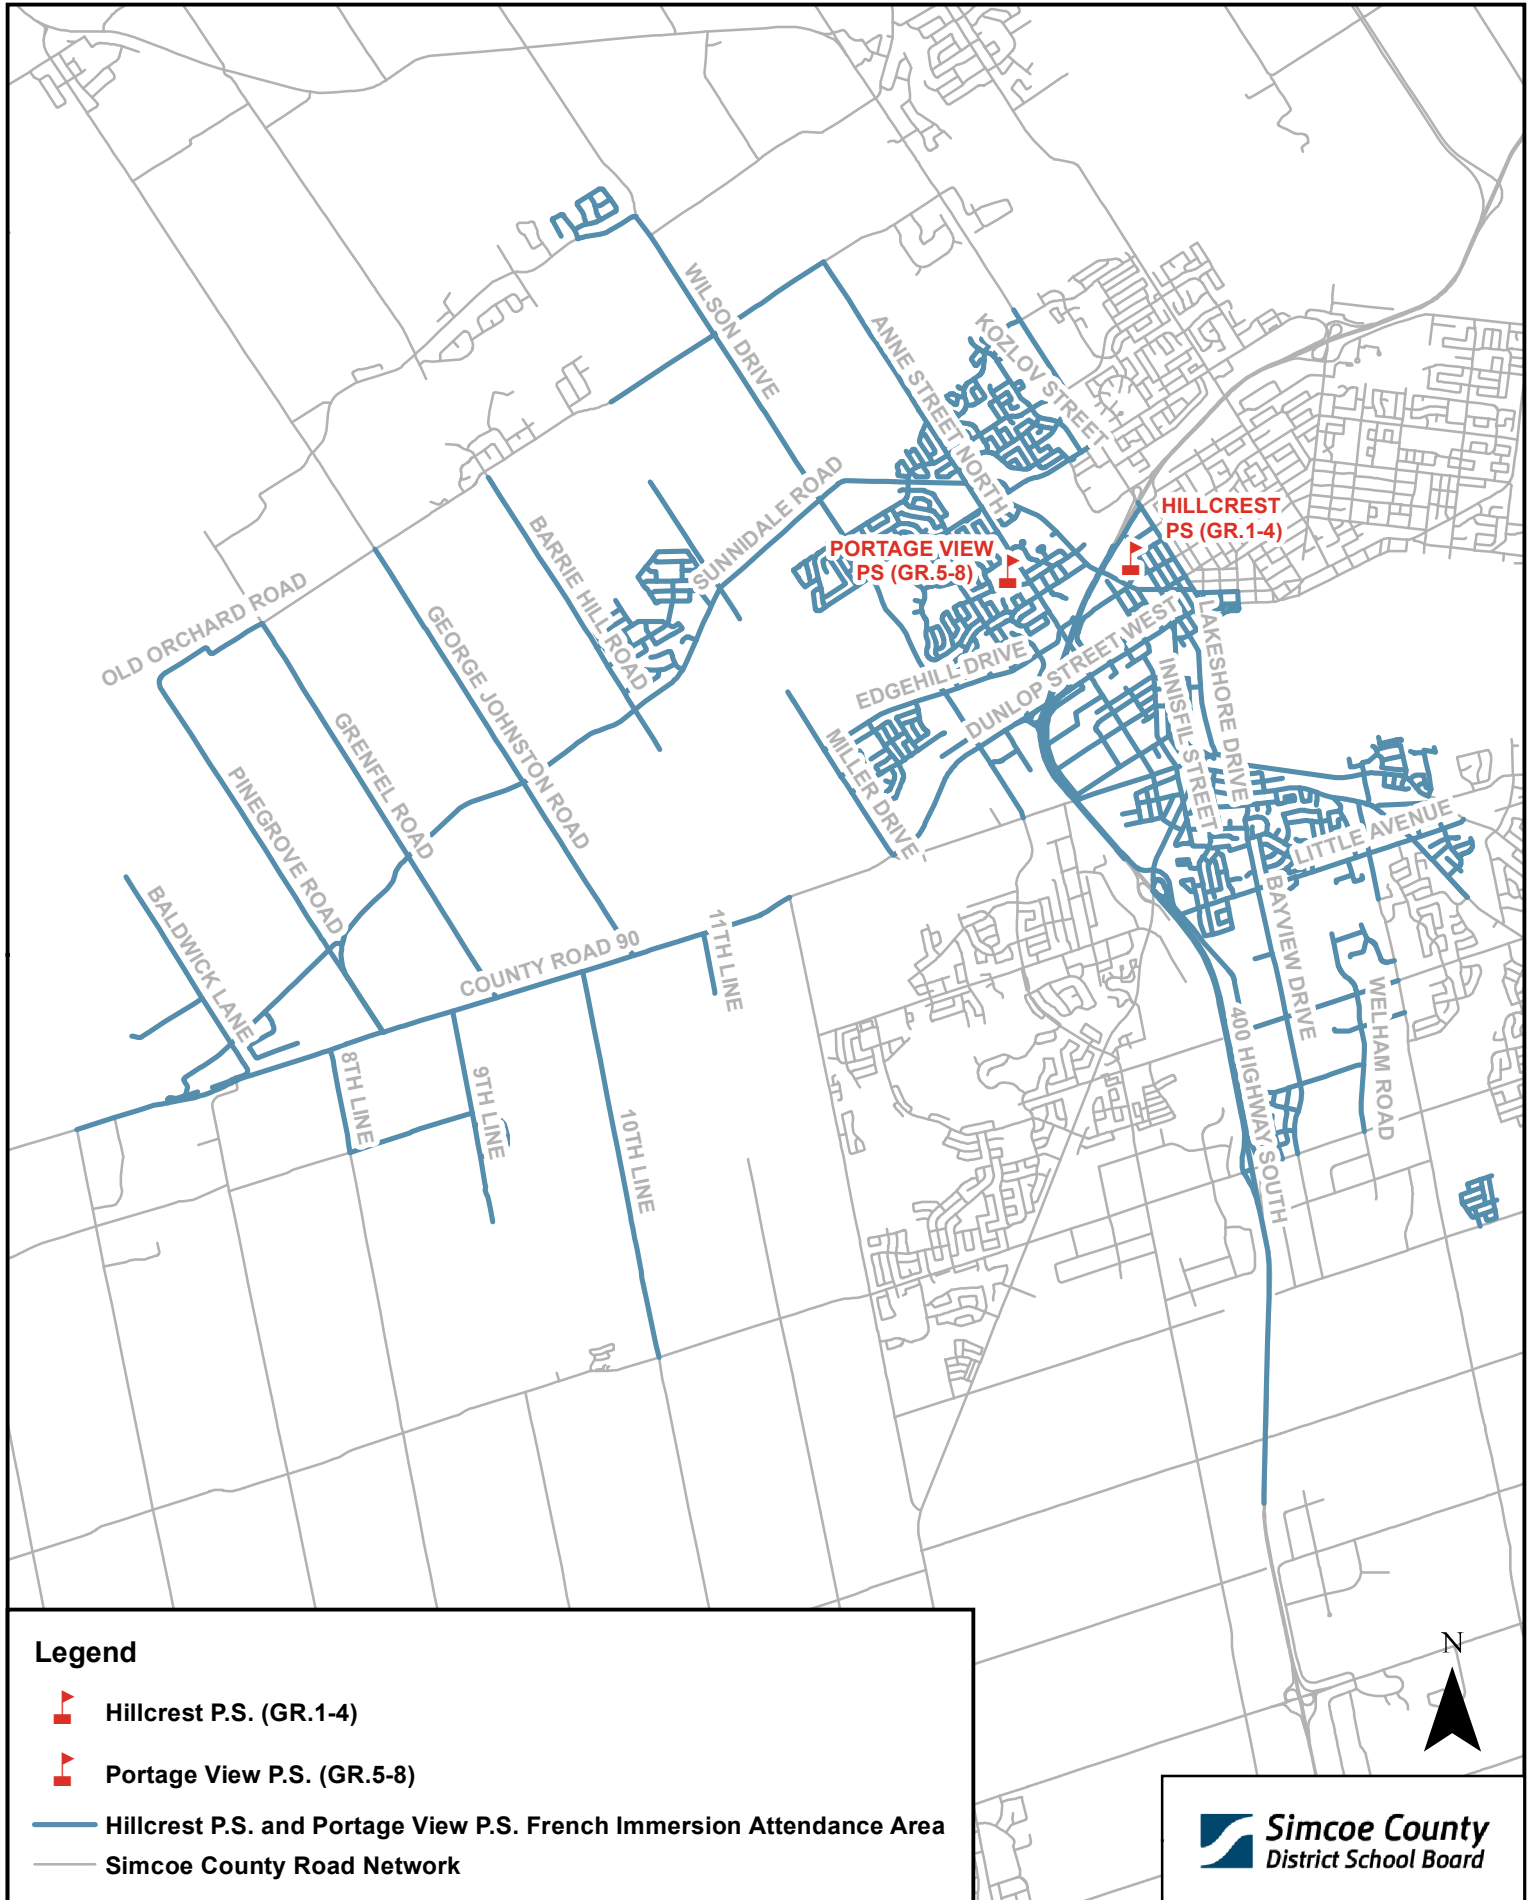 WILSON DRIVE
ANNE STREET NORTH
KOZLOV STREET
HILLCREST
PS (GR.1-4)
PORTAGE VIEW
PS (GR.5-8)
SUNNIDALE ROAD
BARRIE HILL ROAD
OLD ORCHARD ROAD
GEORGE JOHNSTON ROAD
GRENFEL ROAD
PINEGROVE ROAD
BALDWICK LANE
EDGEHILL DRIVE
DUNLOP STREET WEST
LAKESHORE DRIVE
INNISFIL STREET
MILLER DRIVE
LITTLE AVENUE
BAYVIEW DRIVE
WELHAM ROAD
400 HIGHWAY SOUTH
COUNTY ROAD 90
11TH LINE
8TH LINE
9TH LINE
10TH LINE
Legend
Hillcrest P.S. (GR.1-4)
Portage View P.S. (GR.5-8)
Hillcrest P.S. and Portage View P.S. French Immersion Attendance Area
Simcoe County Road Network
N
Simcoe County
District School Board